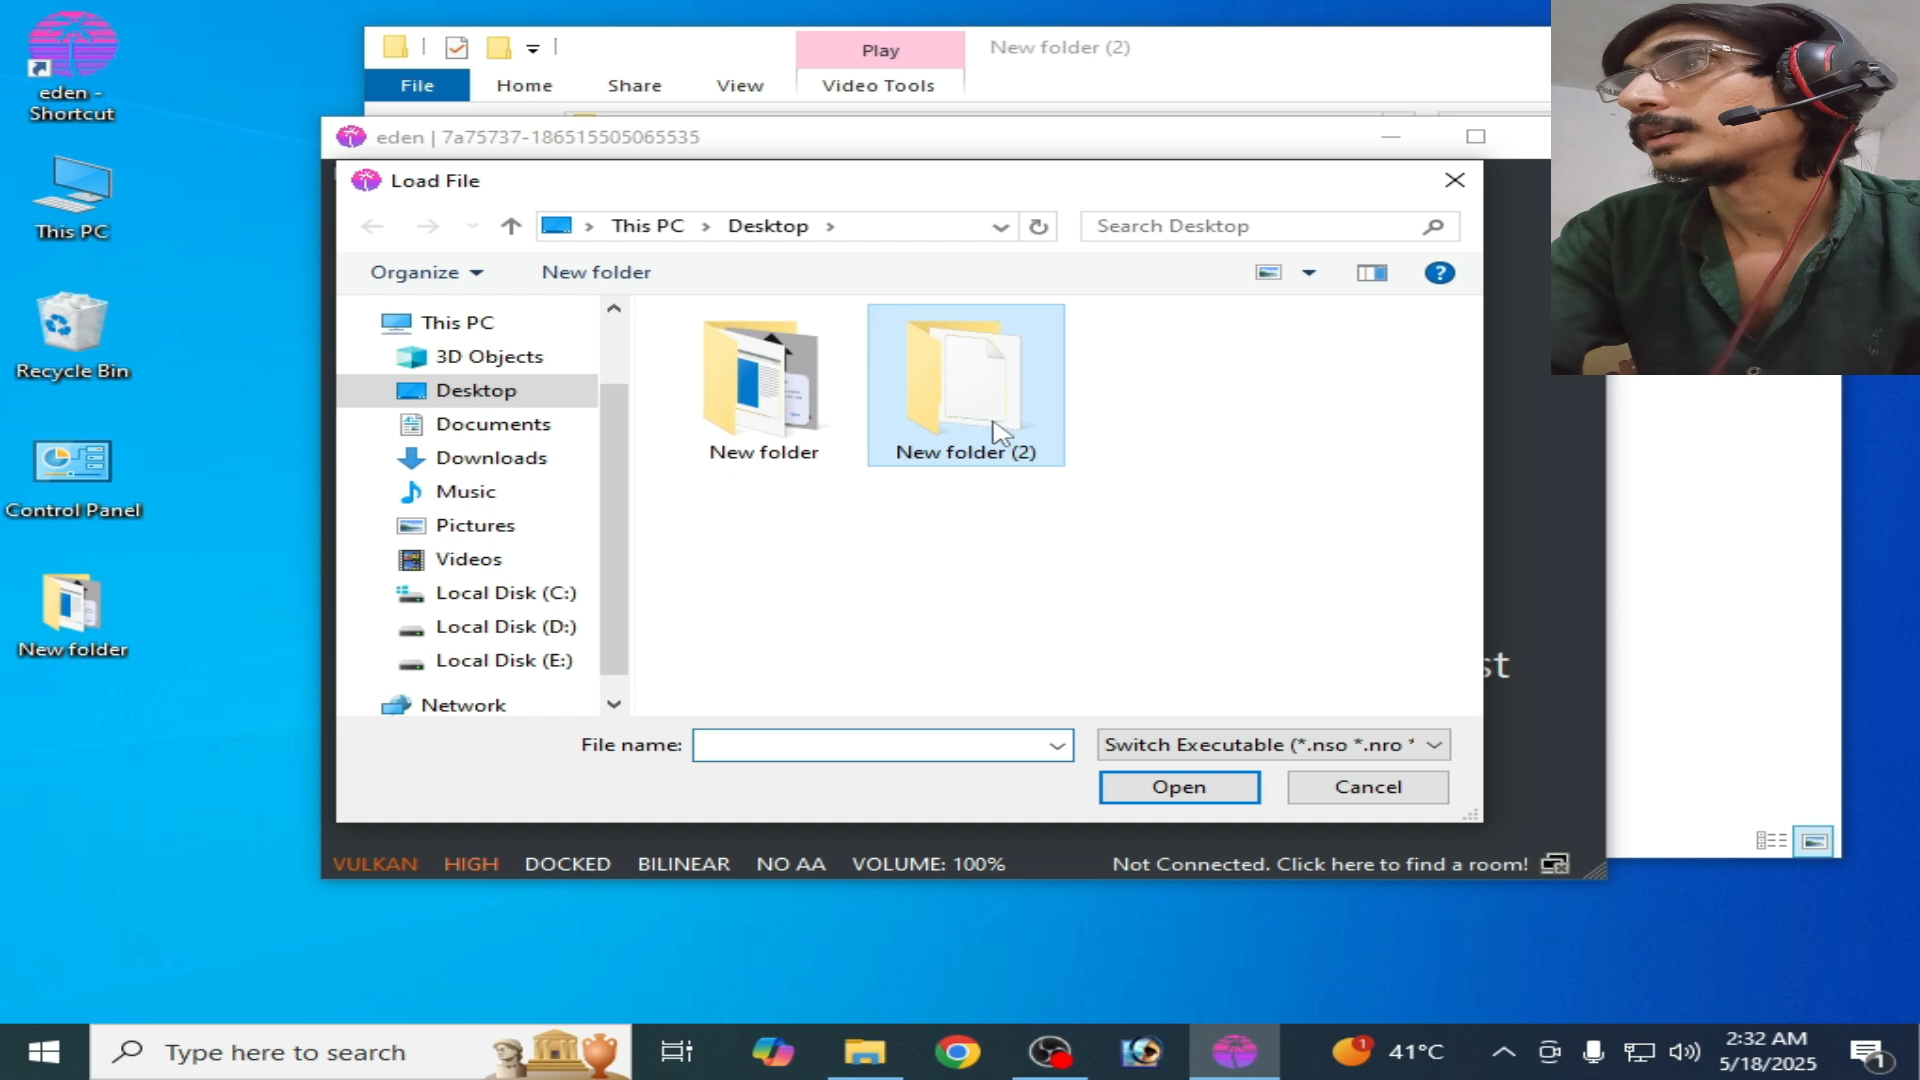 eden -
Shortcut
This PC
Recycle Bin
Control Panel
New folder
Play
New folder (2)
File
Home
Share
View
Video Tools
eden | 7a75737-186515505065535
Load File
This PC
Desktop
Search Desktop
Organize
New folder
?
This PC
3D Objects
Desktop
Documents
Downloads
Music
Pictures
Videos
Local Disk (C:)
Local Disk (D:)
Local Disk (E:)
Network
New folder
New folder (2)
st
File name:
Switch Executable (*.nso *.nro *
Open
Cancel
VULKAN
HIGH
DOCKED
BILINEAR
NO AA
VOLUME: 100%
Not Connected. Click here to find a room!
Type here to search
1
41°C
2:32 AM
5/18/2025
1